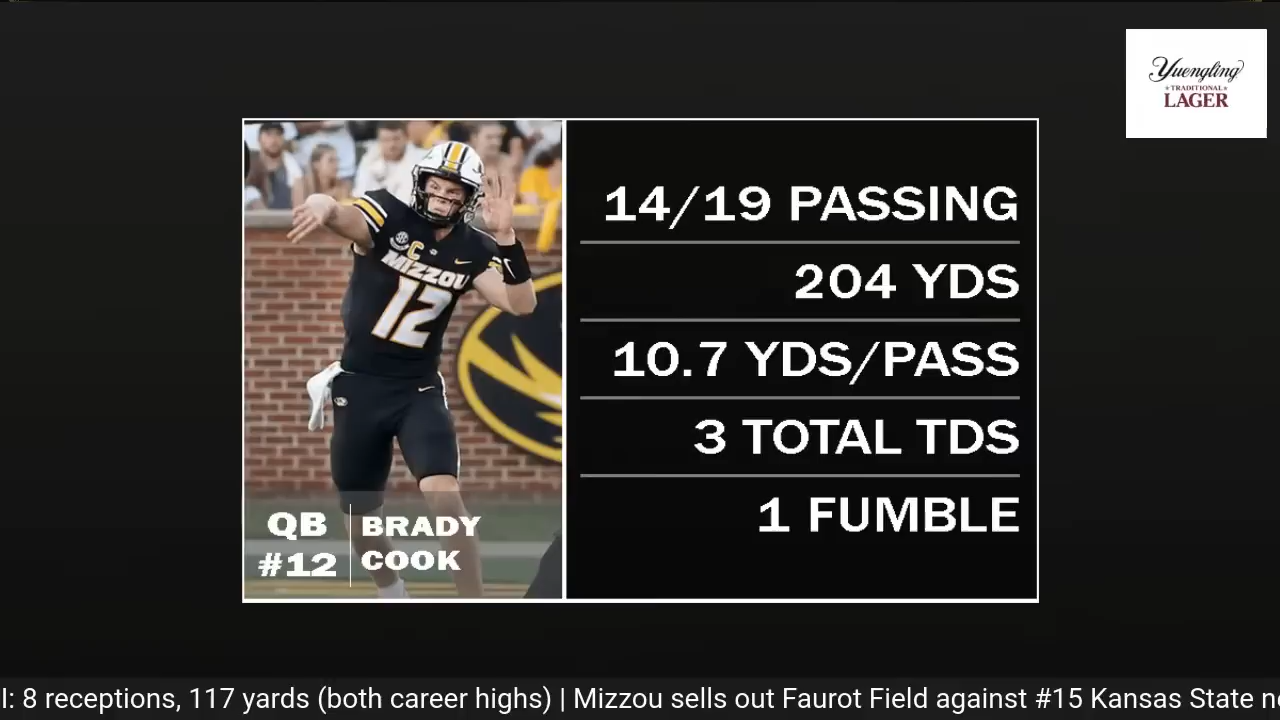 Yuengling
TRADITIONAL
LAGER
C
MIZZOU
12
14/19 PASSING
204 YDS
10.7 YDS/PASS
3 TOTAL TDS
1 FUMBLE
QB
#12
BRADY
COOK
l: 8 receptions, 117 yards (both career highs) | Mizzou sells out Faurot Field against #15 Kansas State n